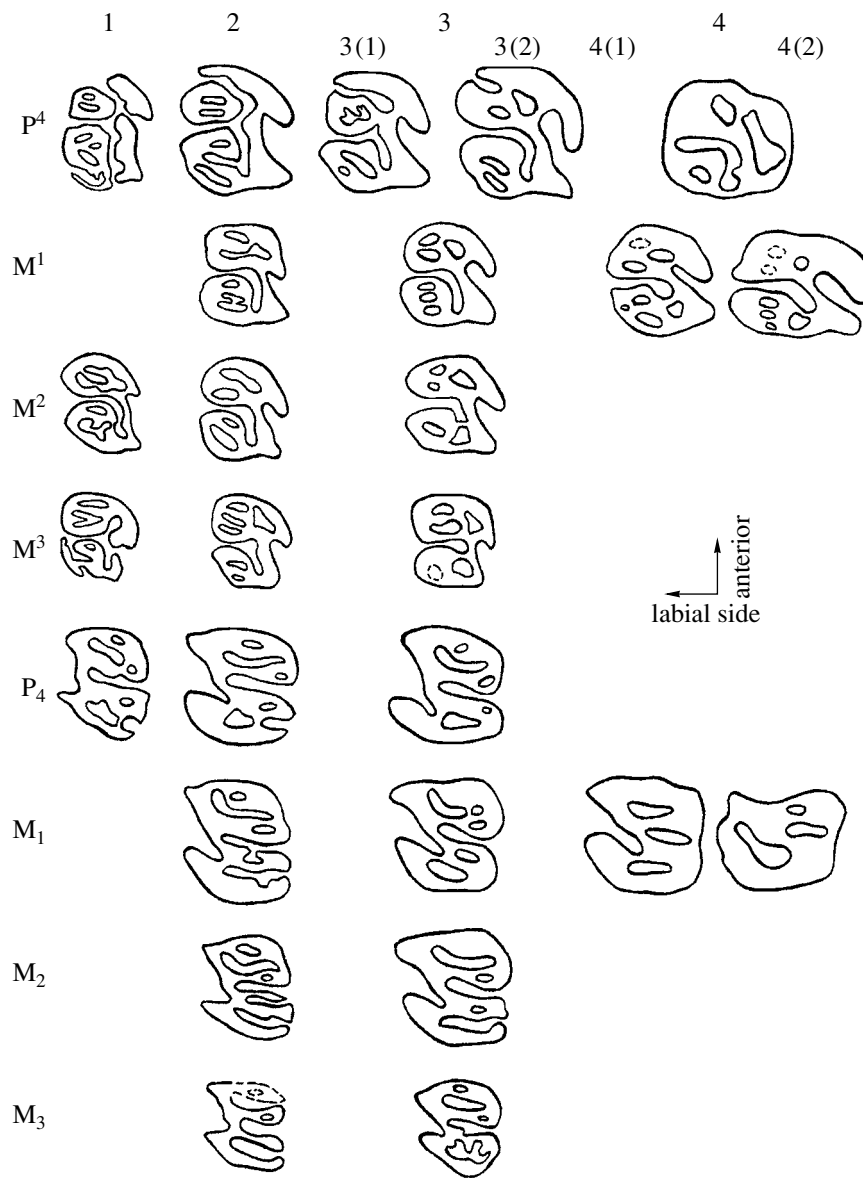 1 2 3 4
3(1) 3(2) 4(1) 4(2)
P⁴
M¹
M²
M³
anterior
labial side
P₄
M₁
M₂
M₃